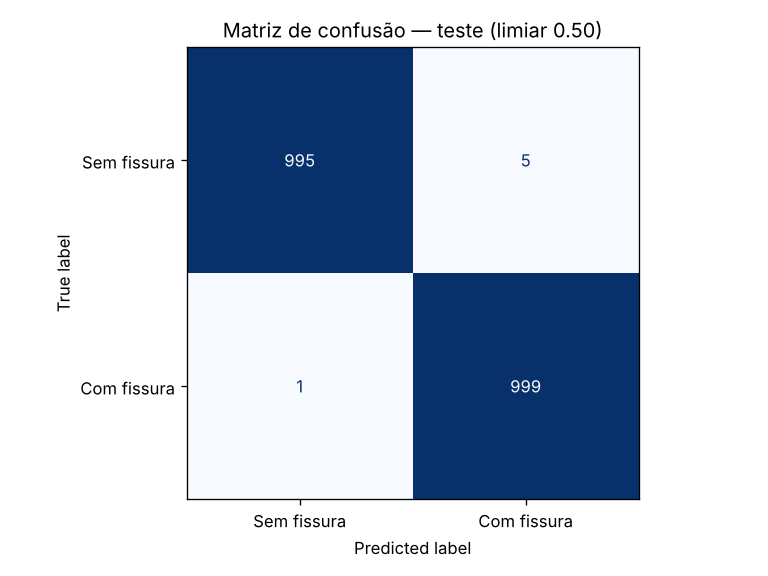 Matriz de confusão — teste (limiar 0.50)
Sem fissura
995
5
True label
Com fissura
1
999
Sem fissura
Com fissura
Predicted label